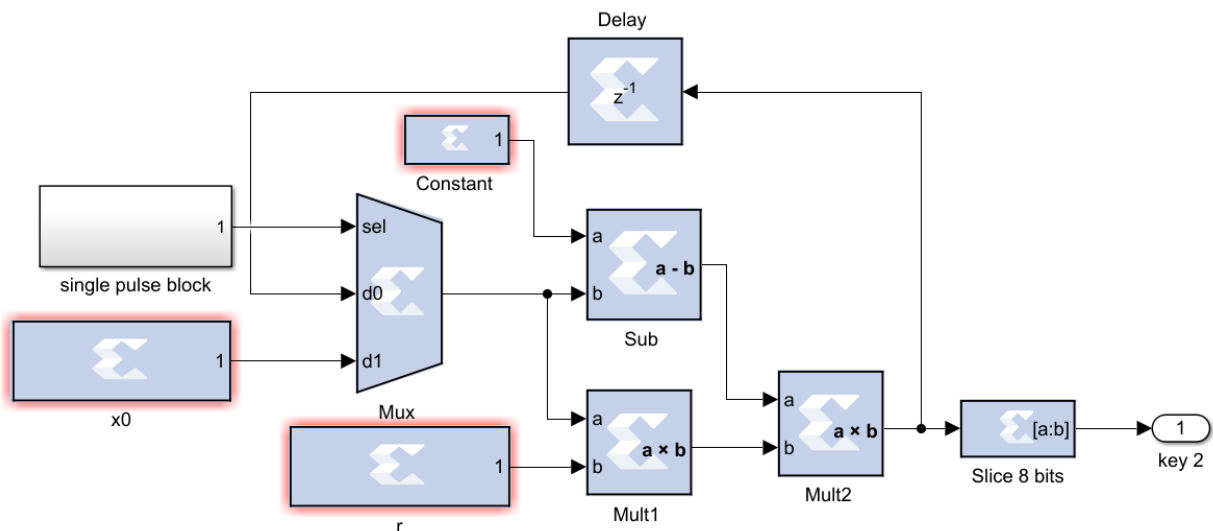 Delay
z-1
1
Constant
1
single pulse block
sel
d0
d1
Mux
1
x0
a
b
a - b
Sub
1
r
a
b
a × b
Mult1
a
b
a × b
Mult2
[a:b]
Slice 8 bits
1
key 2